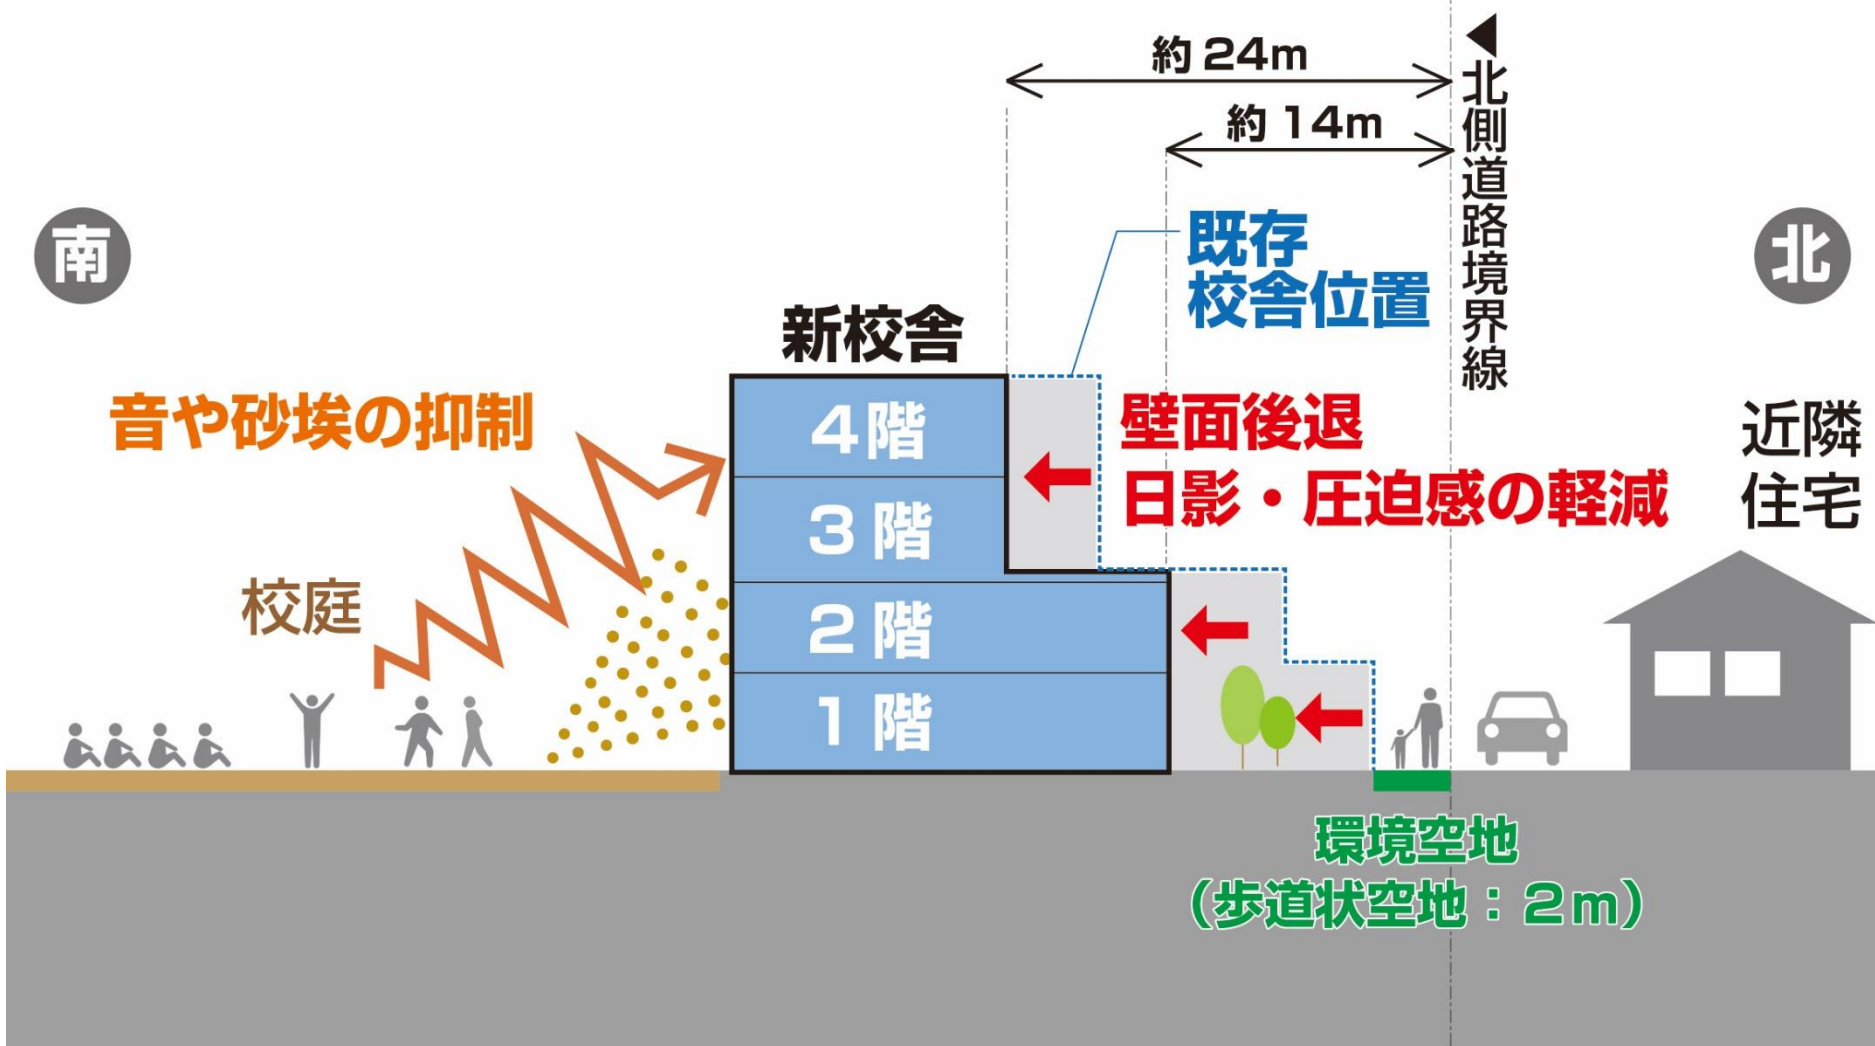 約24m
約14m
◀北側道路境界線
南
北
既存
校舎位置
新校舎
音や砂埃の抑制
壁面後退
日影・圧迫感の軽減
近隣
住宅
校庭
4階
3階
2階
1階
環境空地
（歩道状空地：2m）